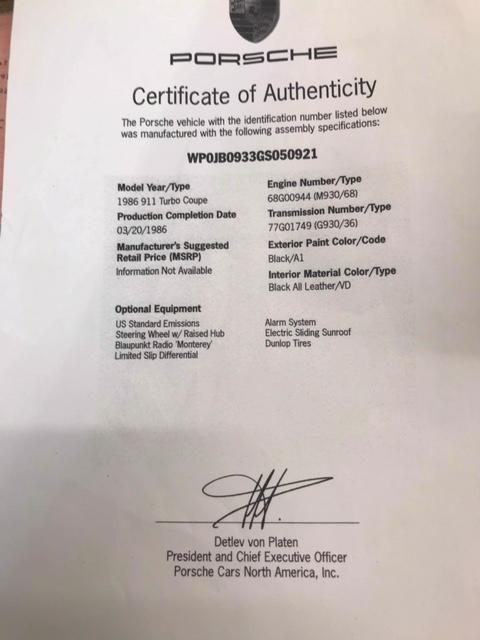 PORSCHE
Certificate of Authenticity
The Porsche vehicle with the identification number listed below
was manufactured with the following assembly specifications:
WP0JB0933GS050921
Model Year/Type
1986 911 Turbo Coupe
Production Completion Date
03/20/1986
Manufacturer's Suggested
Retail Price (MSRP)
Information Not Available
Engine Number/Type
68G00944 (M930/68)
Transmission Number/Type
77G01749 (G930/36)
Exterior Paint Color/Code
Black/A1
Interior Material Color/Type
Black All Leather/VD
Optional Equipment
US Standard Emissions
Steering Wheel w/ Raised Hub
Blaupunkt Radio 'Monterey'
Limited Slip Differential
Alarm System
Electric Sliding Sunroof
Dunlop Tires
Detlev von Platen
President and Chief Executive Officer
Porsche Cars North America, Inc.